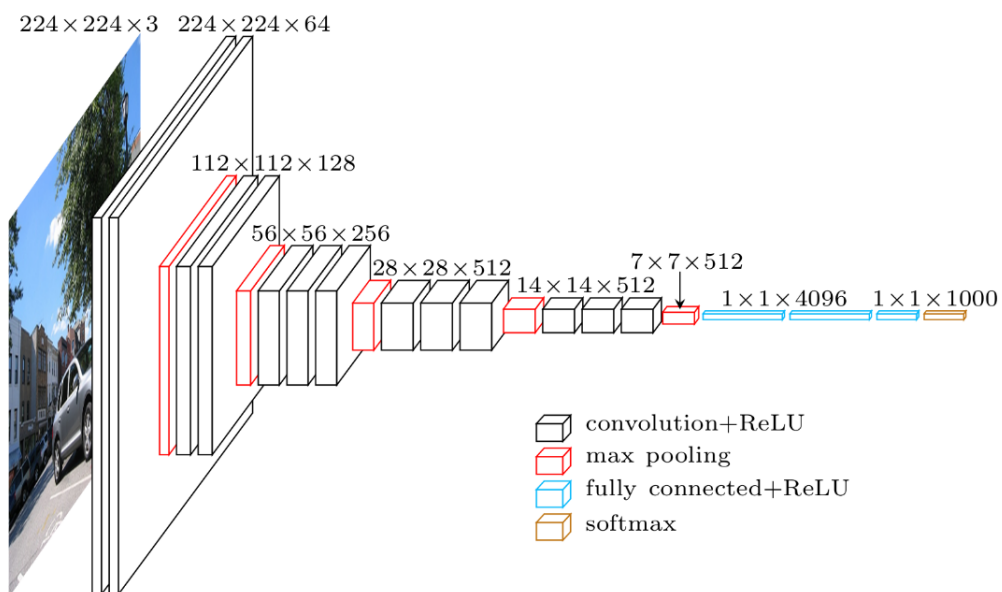 224×224×3
224×224×64
112×112×128
56×56×256
28×28×512
14×14×512
7×7×512
1×1×4096
1×1×1000
convolution+ReLU
max pooling
fully connected+ReLU
softmax